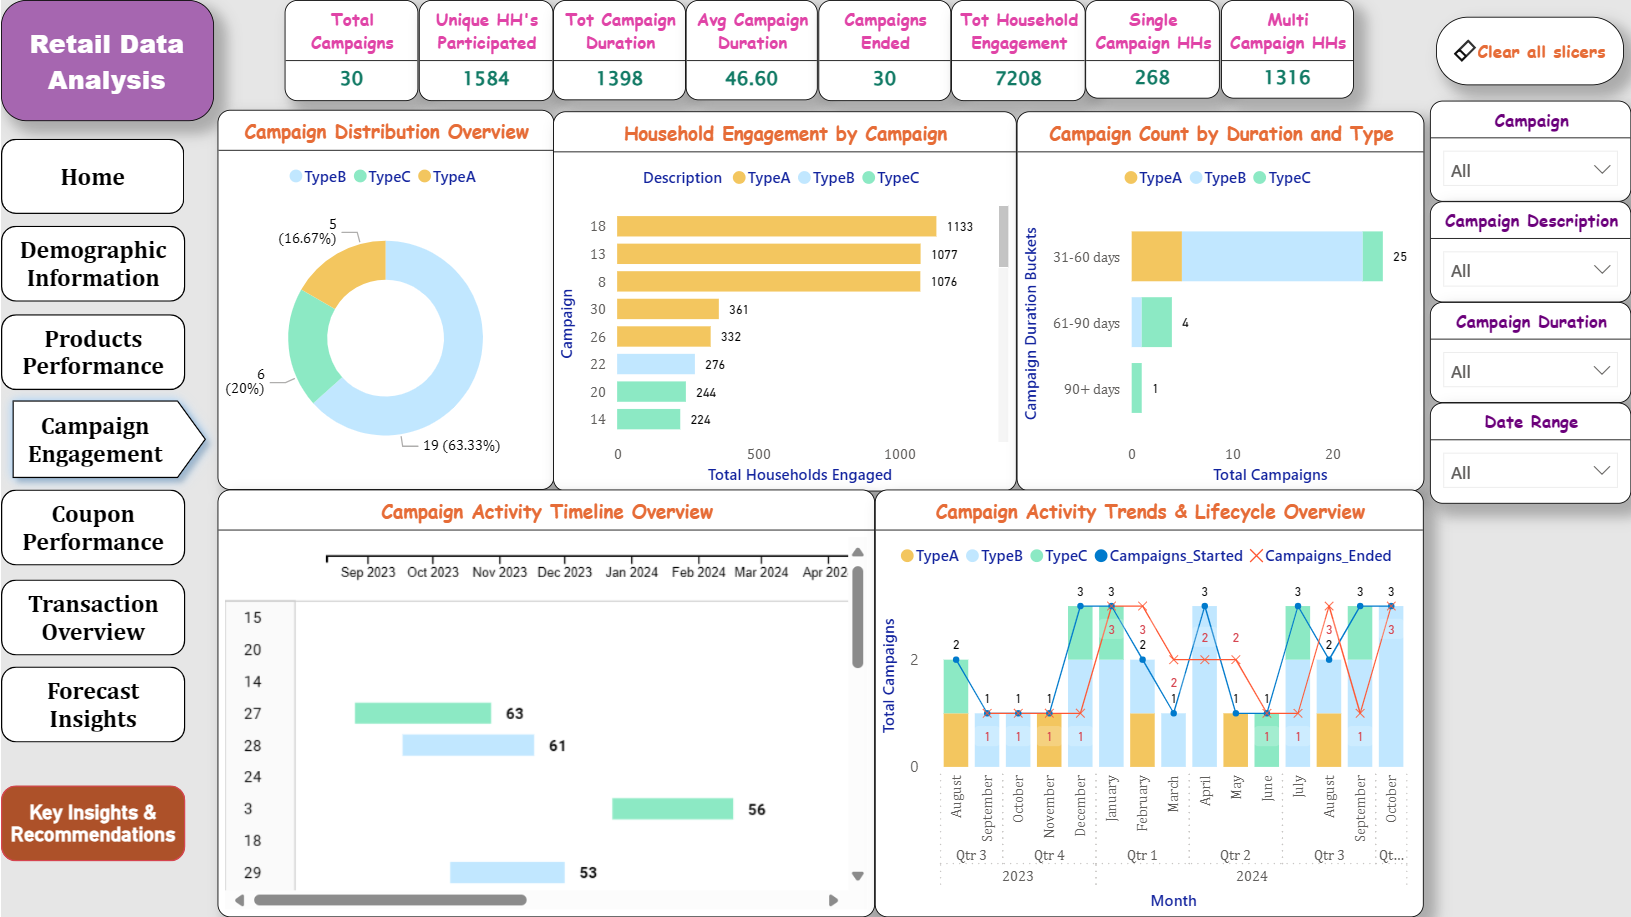 Retail Data
Analysis
Total
Campaigns
30
Unique HH's
Participated
1584
Tot Campaign
Duration
1398
Avg Campaign
Duration
46.60
Campaigns
Ended
30
Tot Household
Engagement
7208
Single
Campaign HHs
268
Multi
Campaign HHs
1316
Clear all slicers
Home
Demographic
Information
Products
Performance
Campaign
Engagement
Coupon
Performance
Transaction
Overview
Forecast
Insights
Key Insights &
Recommendations
Campaign Distribution Overview
TypeB TypeC TypeA
5
(16.67%)
6
(20%)
19 (63.33%)
Household Engagement by Campaign
Description TypeA TypeB TypeC
Campaign
18 1133
13 1077
8 1076
30 361
26 332
22 276
20 244
14 224
0 500 1000
Total Households Engaged
Campaign Count by Duration and Type
TypeA TypeB TypeC
Campaign Duration Buckets
31-60 days 25
61-90 days 4
90+ days 1
0 10 20
Total Campaigns
Campaign
All
Campaign Description
All
Campaign Duration
All
Date Range
All
Campaign Activity Timeline Overview
Sep 2023 Oct 2023 Nov 2023 Dec 2023 Jan 2024 Feb 2024 Mar 2024 Apr 202
15
20
14
27 63
28 61
24
3 56
18
29 53
Campaign Activity Trends & Lifecycle Overview
TypeA TypeB TypeC Campaigns_Started Campaigns_Ended
Total Campaigns
2
0
2 1 1 1 3 3 2 1 3 1 1 3 2 3 3
1 1 1 1 3 3 2 2 2 1 1 3 1 3
August September October November December January February March April May June July August September October
Qtr 3 Qtr 4 Qtr 1 Qtr 2 Qtr 3 Qt...
2023 2024
Month